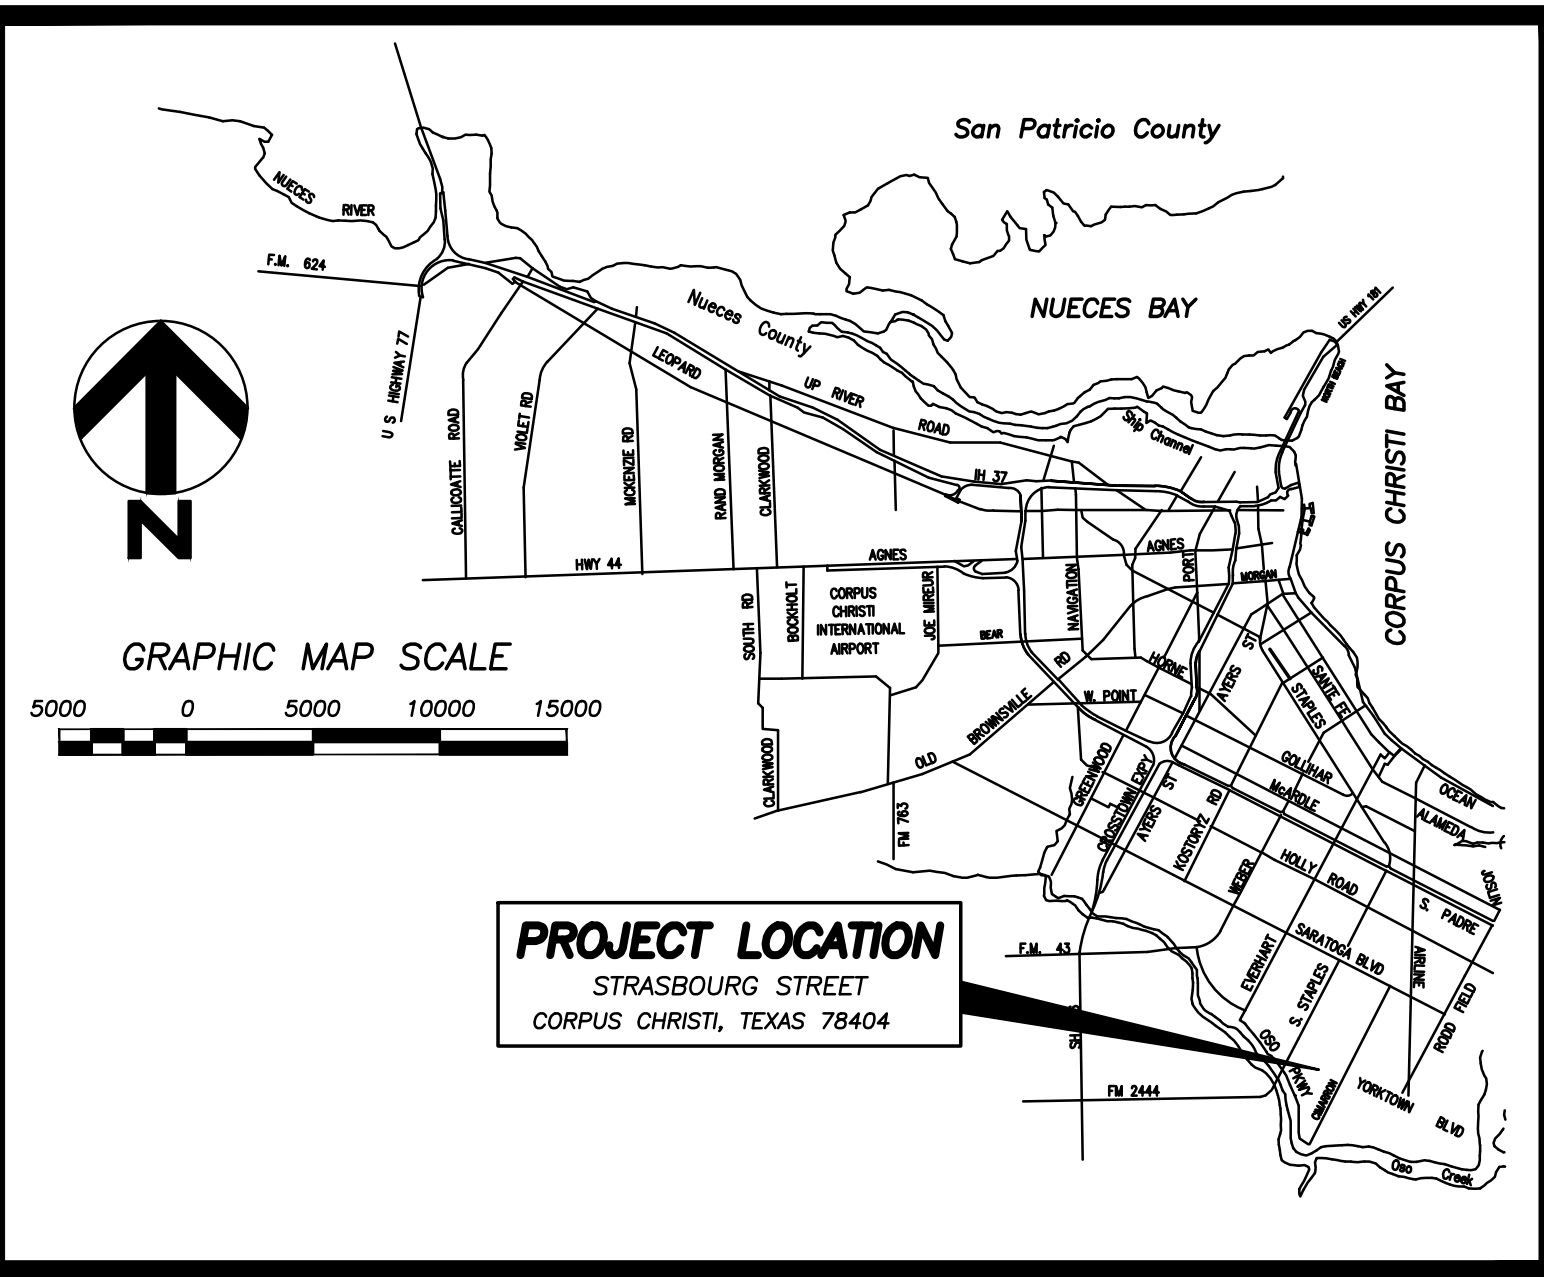 San Patricio County
NUECES
RIVER
F.M. 624
NUECES BAY
Nueces
County
US HWY 181
NORTH BEACH
U S HIGHWAY 77
LEOPARD
UP RIVER
ROAD
Ship Channel
CORPUS CHRISTI BAY
CALLICOATTE ROAD
VIOLET RD
MCKENZIE RD
RAND MORGAN
CLARKWOOD
IH 37
N
HWY 44
AGNES
AGNES
PORT
MORGAN
SOUTH RD
BOCKHOLT
CORPUS
CHRISTI
INTERNATIONAL
AIRPORT
JOE MIREUR
BEAR
NAVIGATION
GRAPHIC MAP SCALE
5000 0 5000 10000 15000
HORNE
RD
AYERS ST
SANTE FE
STAPLES
W. POINT
BROWNSVILLE
OLD
CLARKWOOD
FM 763
GREENWOOD
CROSSTOWN EXPY
AYERS ST
KOSTORYZ RD
WEBER
GOLLIHAR
McARDLE
OCEAN
ALAMEDA
HOLLY ROAD
JOSLIN
S. PADRE
PROJECT LOCATION
STRASBOURG STREET
CORPUS CHRISTI, TEXAS 78404
F.M. 43
SARATOGA BLVD
EVERHART
S. STAPLES
AIRLINE
RODD FIELD
OSO
PKWY
CIMARRON
YORKTOWN
BLVD
FM 2444
Oso Creek